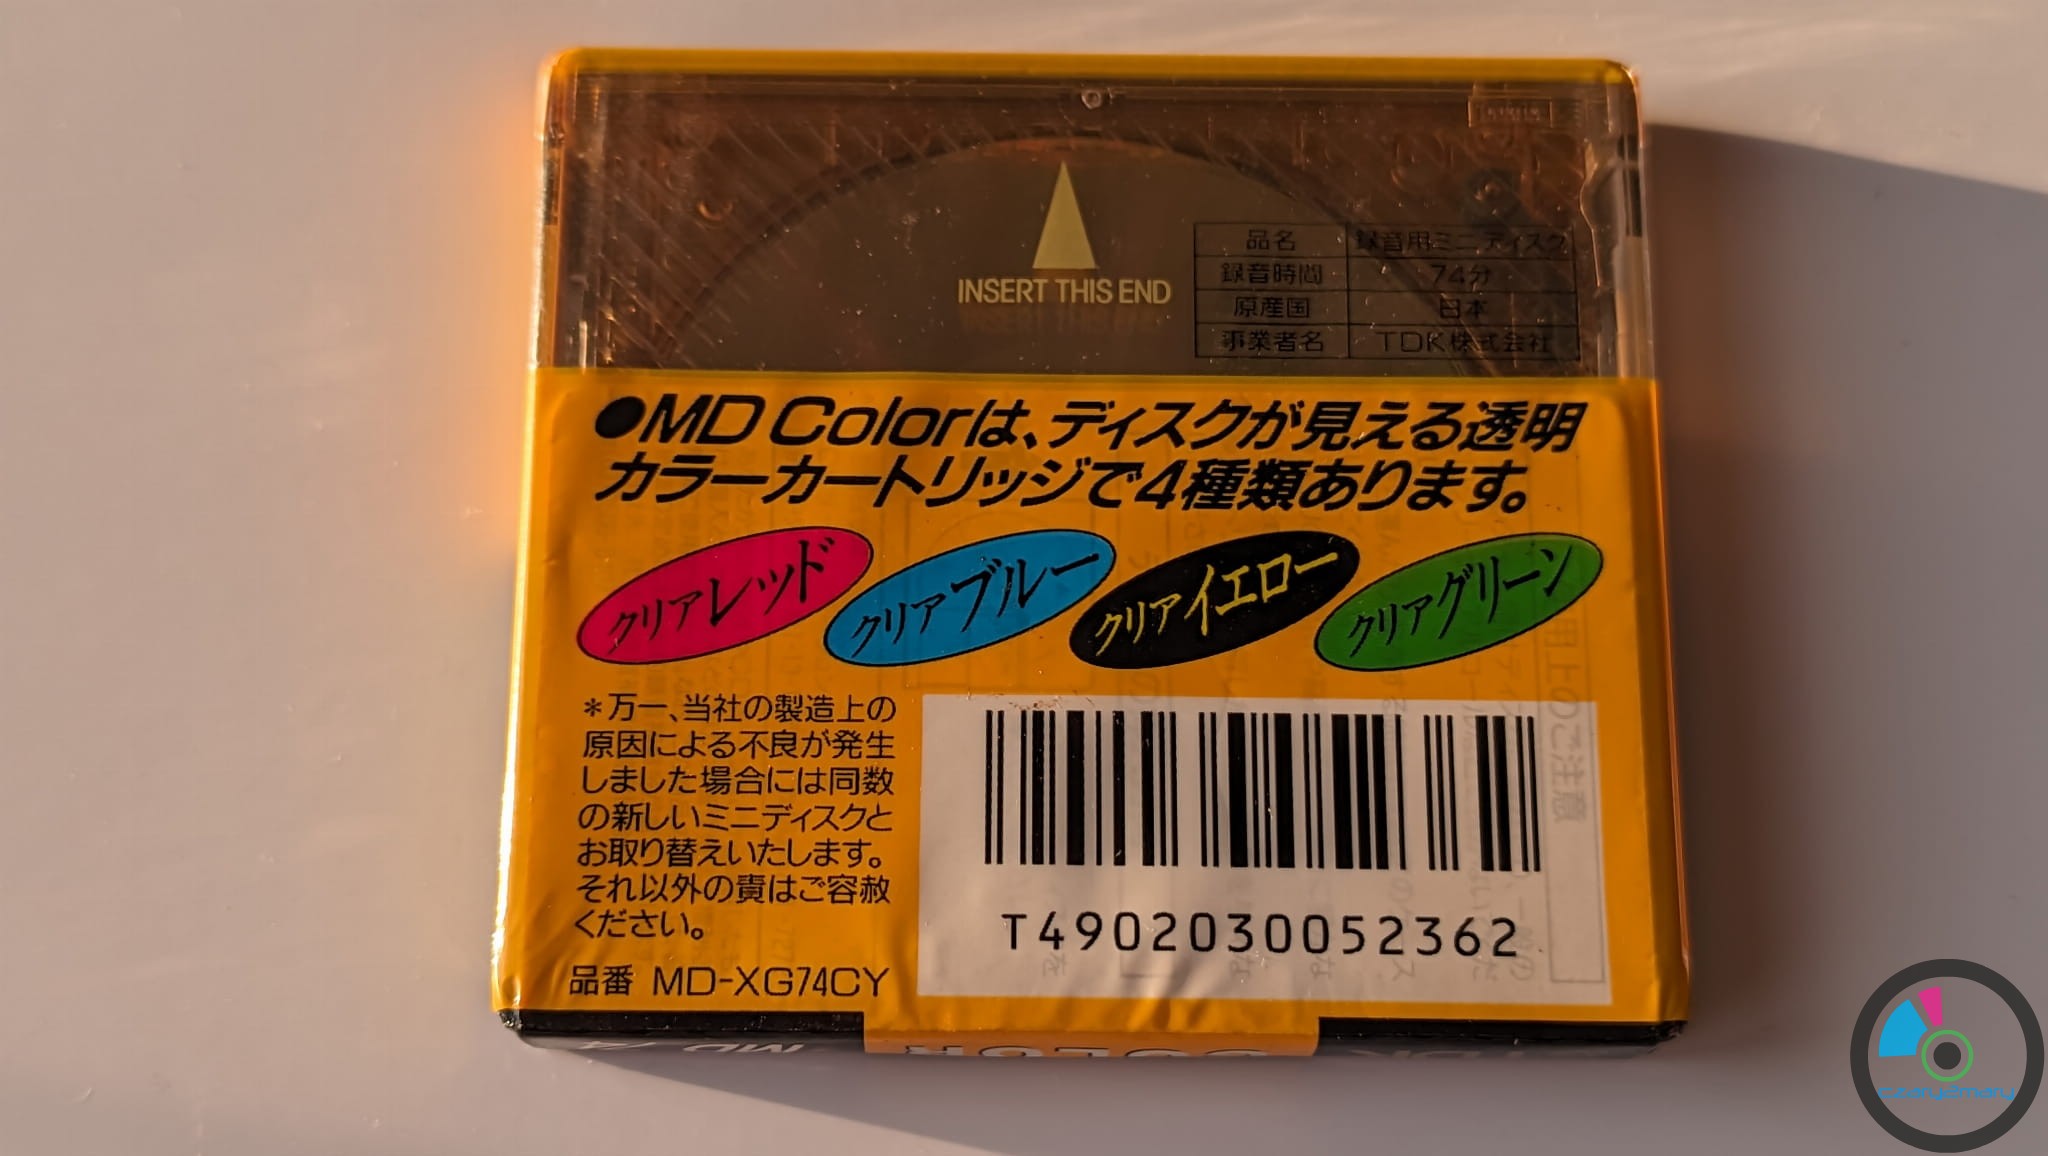 INSERT THIS END
品名 録音用ミニディスク
録音時間 74分
原産国 日本
事業者名 TDK株式会社
●MD Colorは、ディスクが見える透明
カラーカートリッジで4種類あります。
クリアレッド
クリアブルー
クリアイエロー
クリアグリーン
＊万一、当社の製造上の
原因による不良が発生
しました場合には同数
の新しいミニディスクと
お取り替えいたします。
それ以外の責はご容赦
ください。
品番 MD-XG74CY
T4902030052362
TDK COLOR MD 74
czary2mary